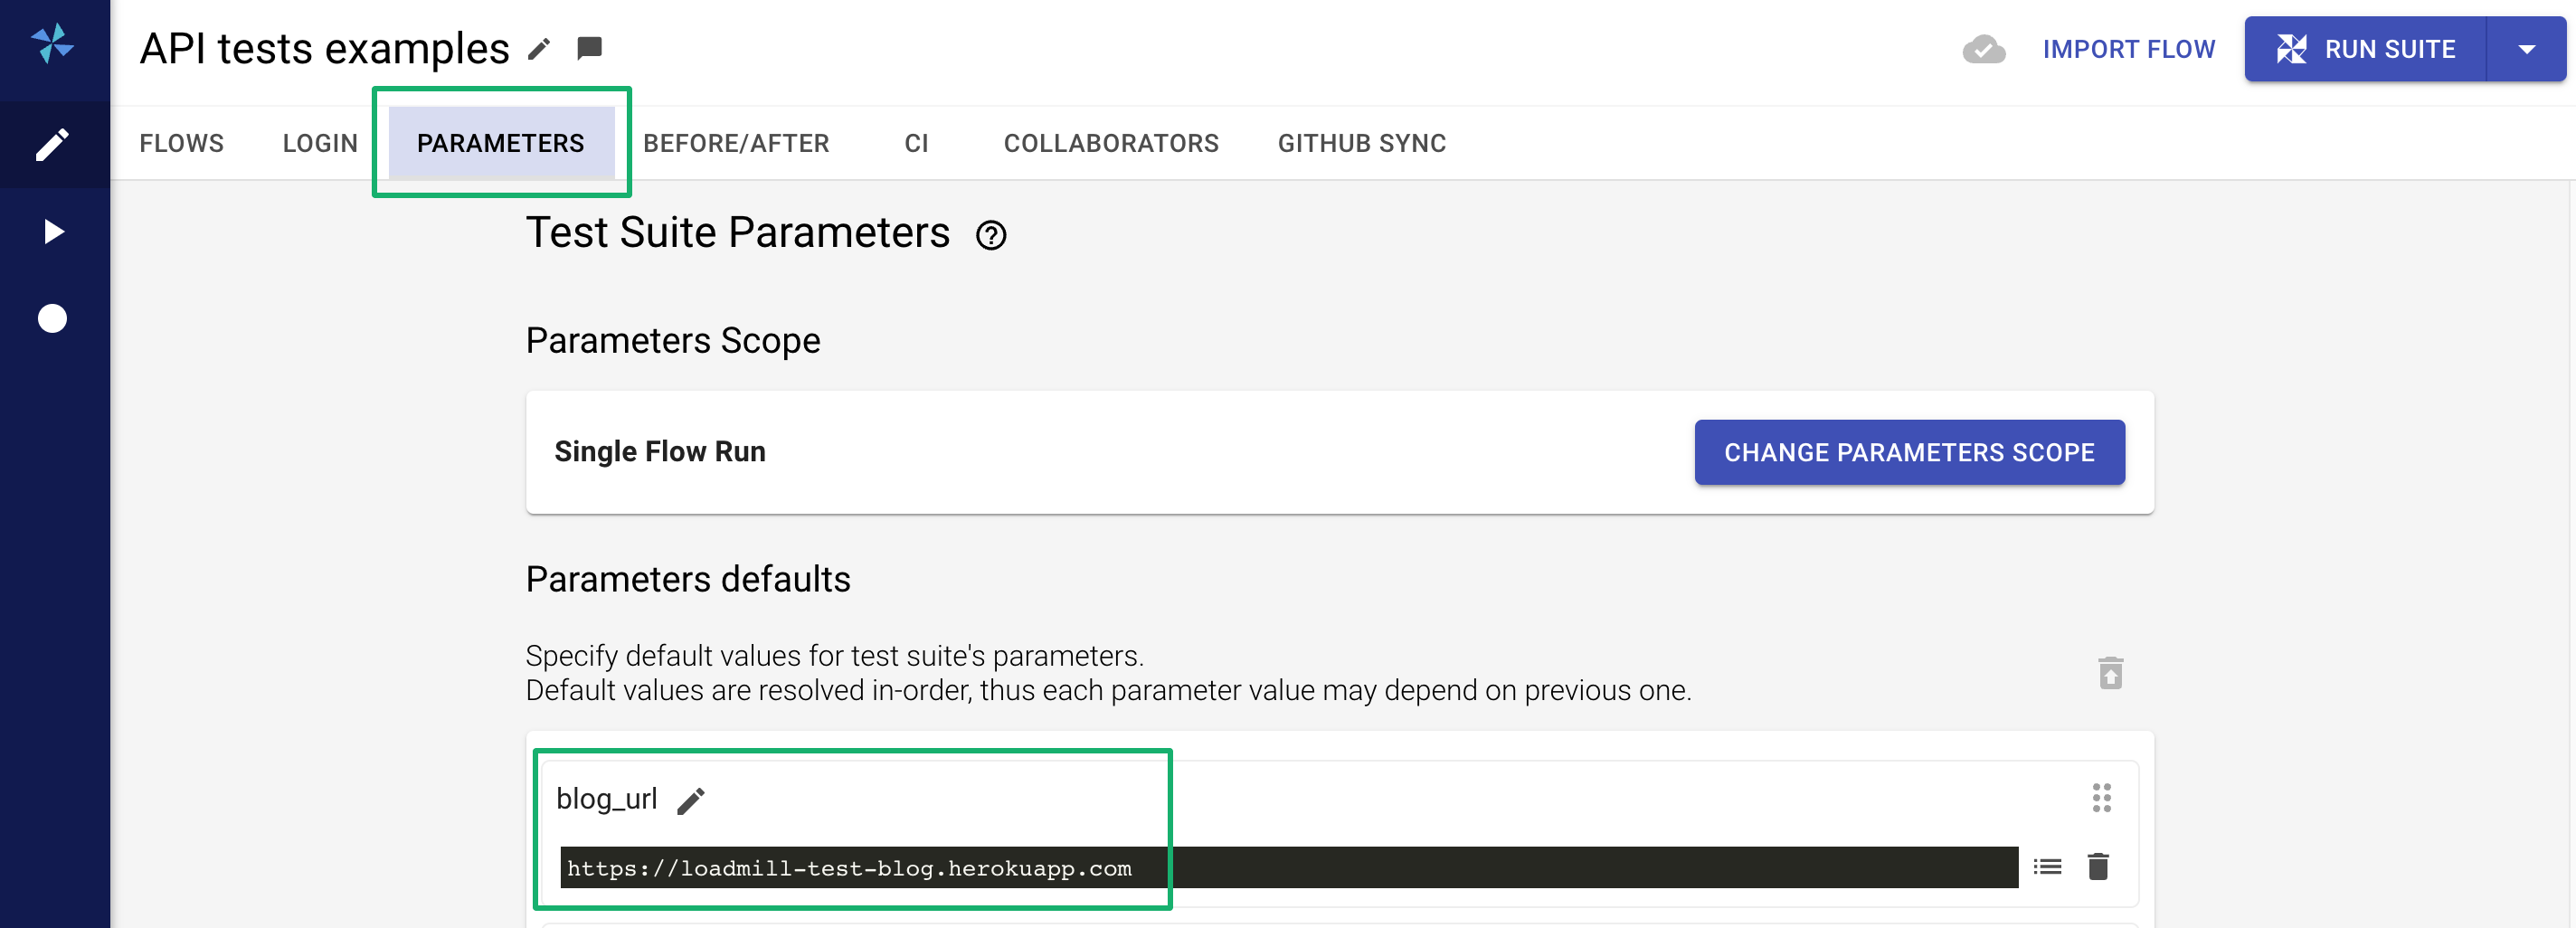 API tests examples
IMPORT FLOW
RUN SUITE
FLOWS LOGIN PARAMETERS BEFORE/AFTER CI COLLABORATORS GITHUB SYNC
Test Suite Parameters
Parameters Scope
Single Flow Run
CHANGE PARAMETERS SCOPE
Parameters defaults
Specify default values for test suite's parameters.
Default values are resolved in-order, thus each parameter value may depend on previous one.
blog_url
https://loadmill-test-blog.herokuapp.com